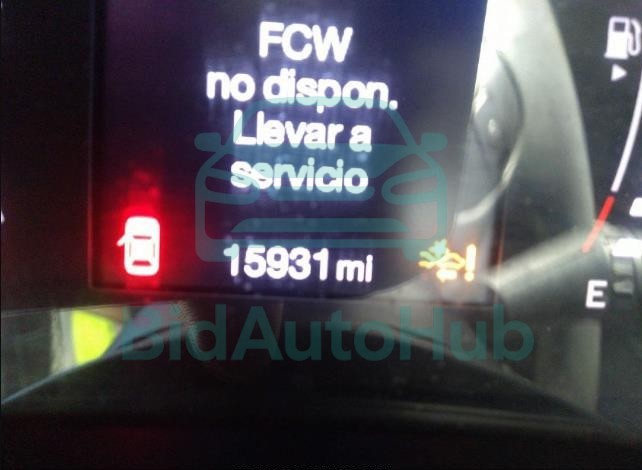 FCW
no dispon.
Llevar a
servicio
15931 mi
E
BidAutoHub